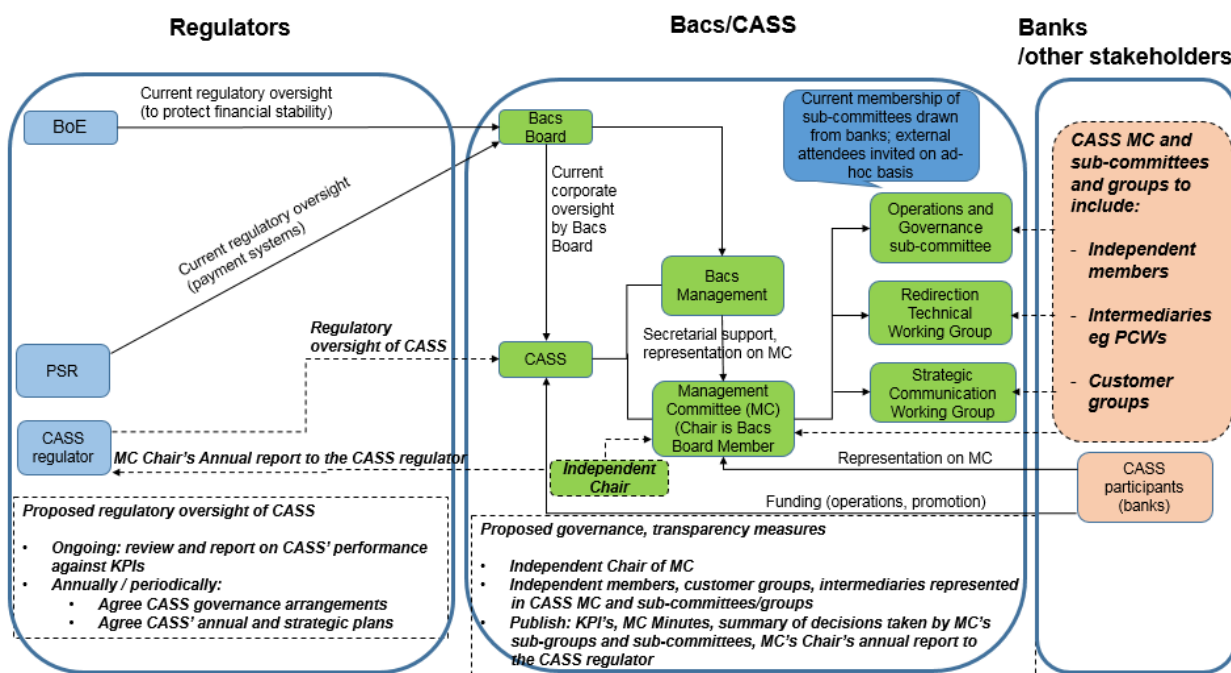 Regulators
Bacs/CASS
Banks
/other stakeholders
Current regulatory oversight
(to protect financial stability)
BoE
Current regulatory oversight
(payment systems)
PSR
Regulatory
oversight of CASS
CASS
regulator
MC Chair's Annual report to the CASS regulator
Proposed regulatory oversight of CASS
• Ongoing: review and report on CASS' performance
against KPIs
• Annually / periodically:
• Agree CASS governance arrangements
• Agree CASS' annual and strategic plans
Bacs
Board
Current
corporate
oversight
by Bacs
Board
Current membership of
sub-committees drawn
from banks; external
attendees invited on ad-
hoc basis
Operations and
Governance
sub-committee
Bacs
Management
Redirection
Technical
Working Group
Secretarial support,
representation on MC
CASS
Management
Committee (MC)
(Chair is Bacs
Board Member
Strategic
Communication
Working Group
Independent
Chair
Representation on MC
Funding (operations, promotion)
Proposed governance, transparency measures
• Independent Chair of MC
• Independent members, customer groups, intermediaries represented
in CASS MC and sub-committees/groups
• Publish: KPI's, MC Minutes, summary of decisions taken by MC's
sub-groups and sub-committees, MC's Chair's annual report to
the CASS regulator
CASS MC and
sub-committees
and groups to
include:
- Independent
members
- Intermediaries
eg PCWs
- Customer
groups
CASS
participants
(banks)